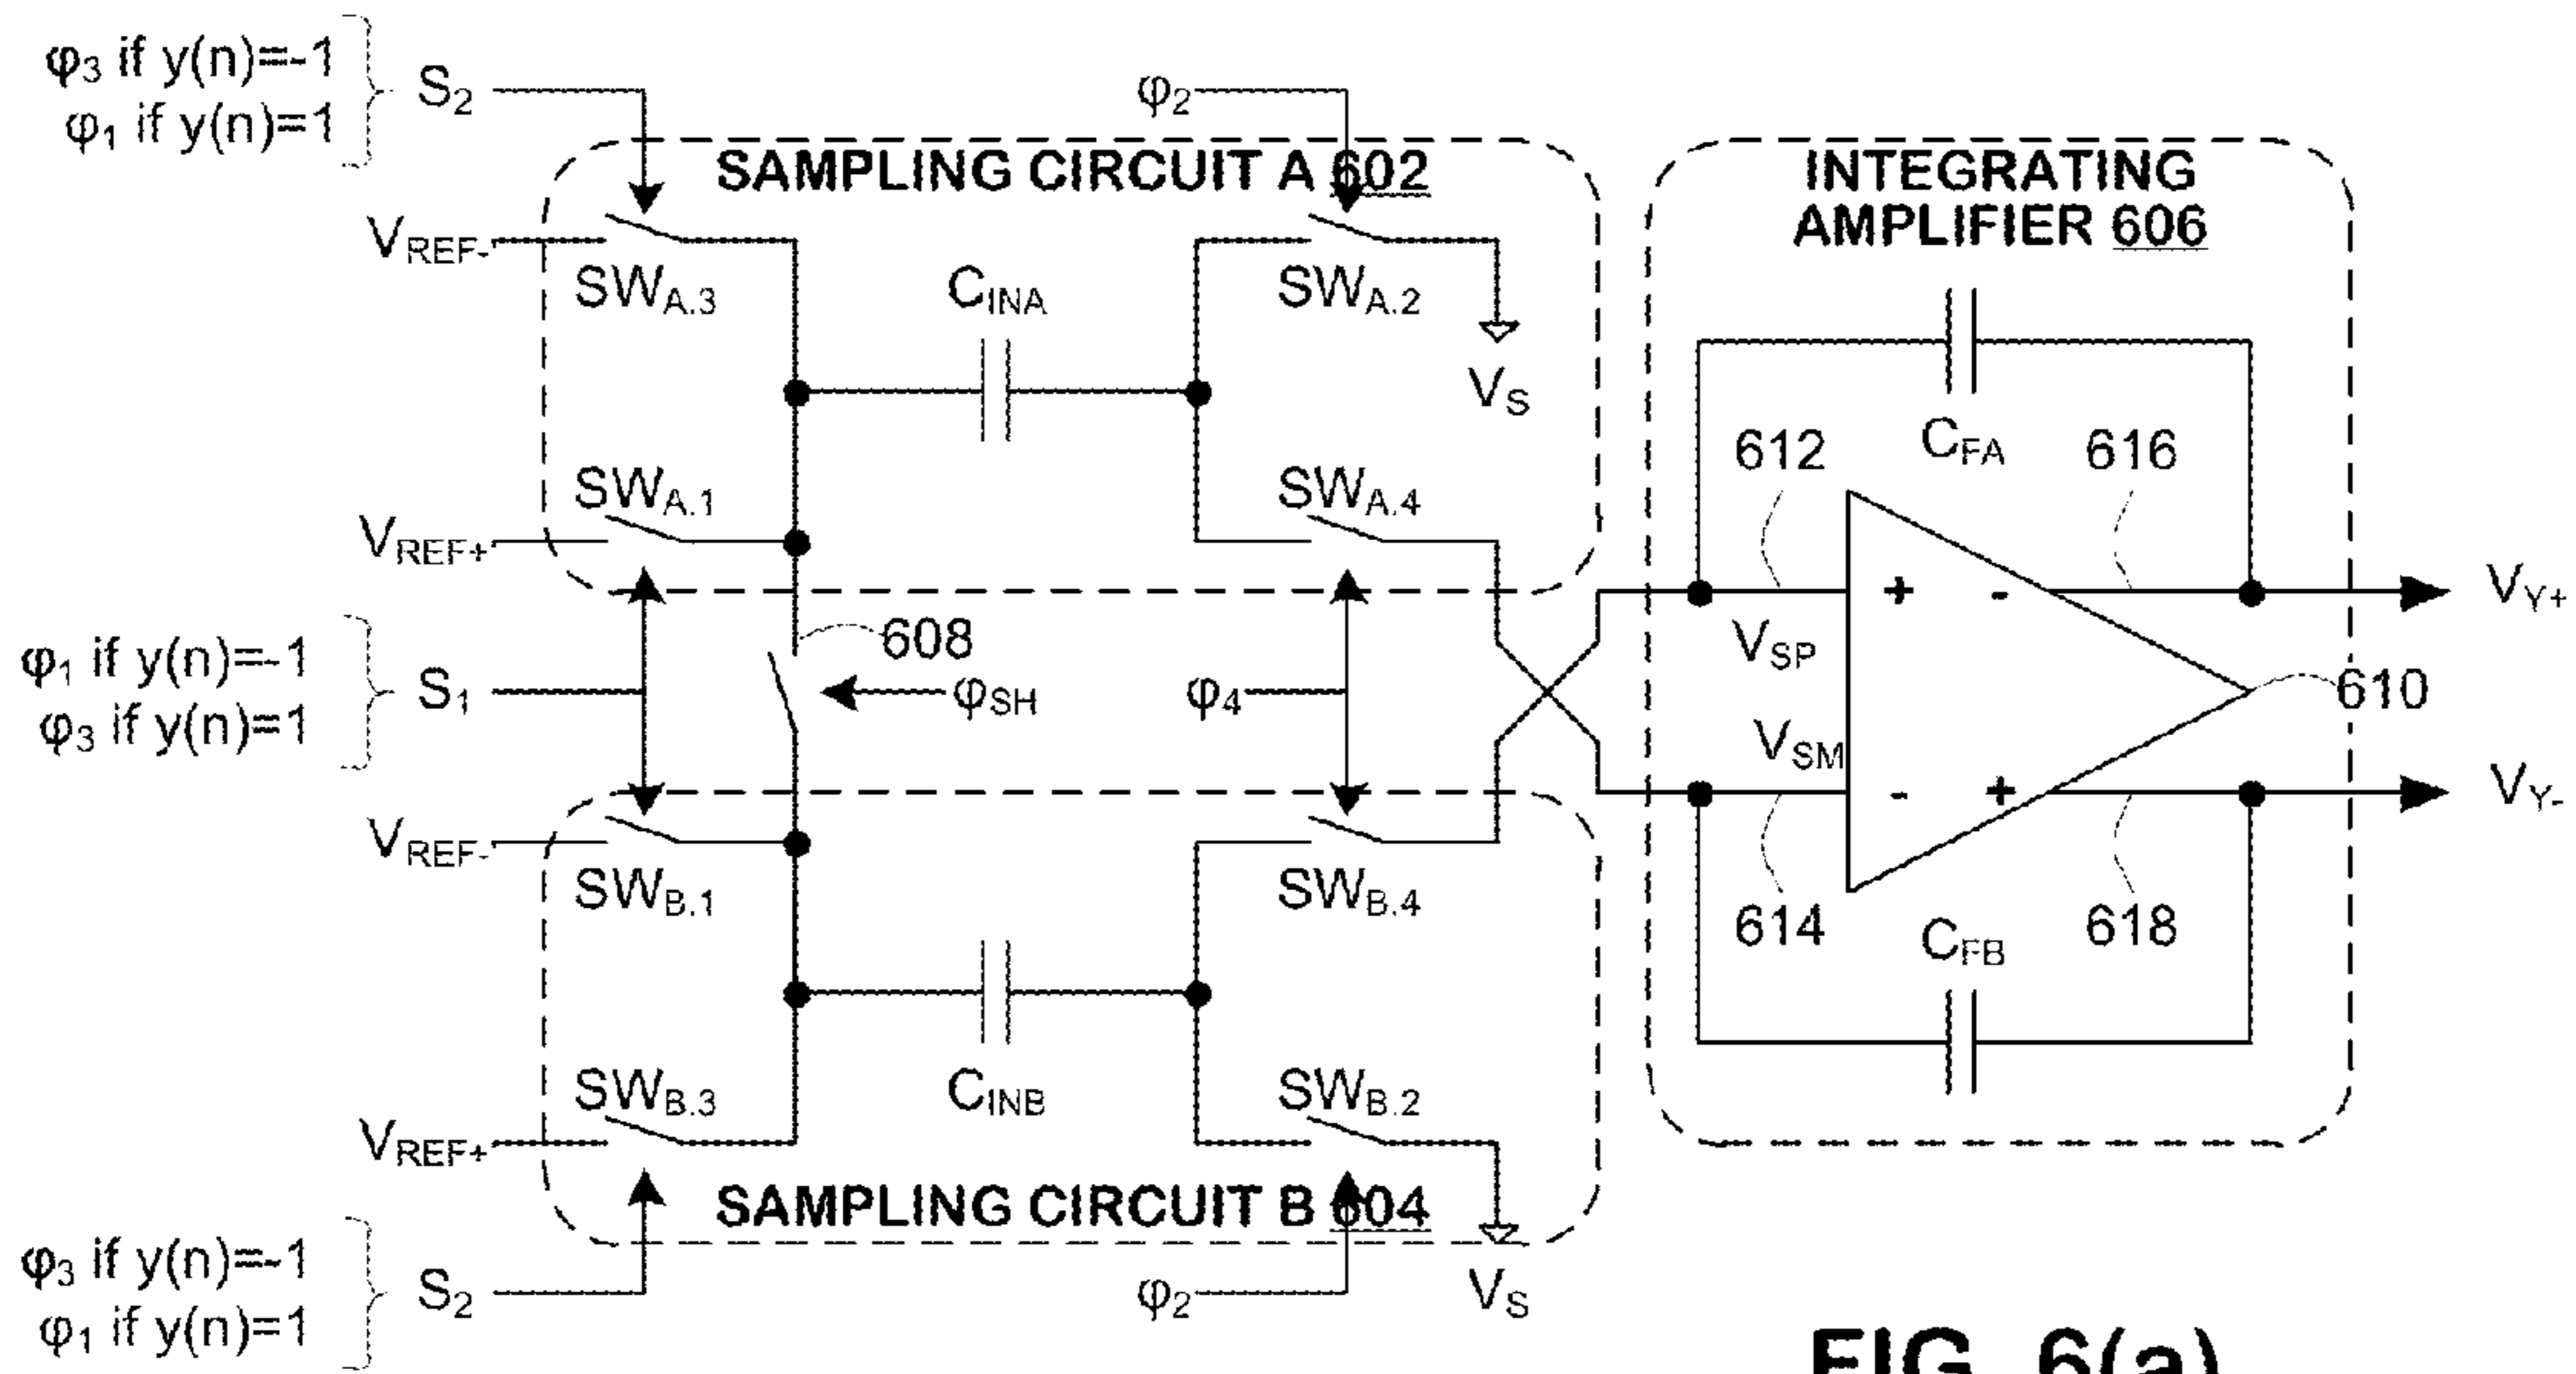 φ3 if y(n)=-1
φ1 if y(n)=1
S2
φ2
SAMPLING CIRCUIT A 602
INTEGRATING
AMPLIFIER 606
VREF-
SWA.3
CINA
SWA.2
VS
CFA
SWA.1
SWA.4
612
616
VREF+
φ1 if y(n)=-1
φ3 if y(n)=1
S1
608
φSH
φ4
VSP
+
-
VY+
610
VSM
-
+
VY-
VREF-
SWB.1
SWB.4
614
618
CFB
SWB.3
CINB
SWB.2
VREF+
SAMPLING CIRCUIT B 604
φ3 if y(n)=-1
φ1 if y(n)=1
S2
φ2
VS
FIG. 6(a)